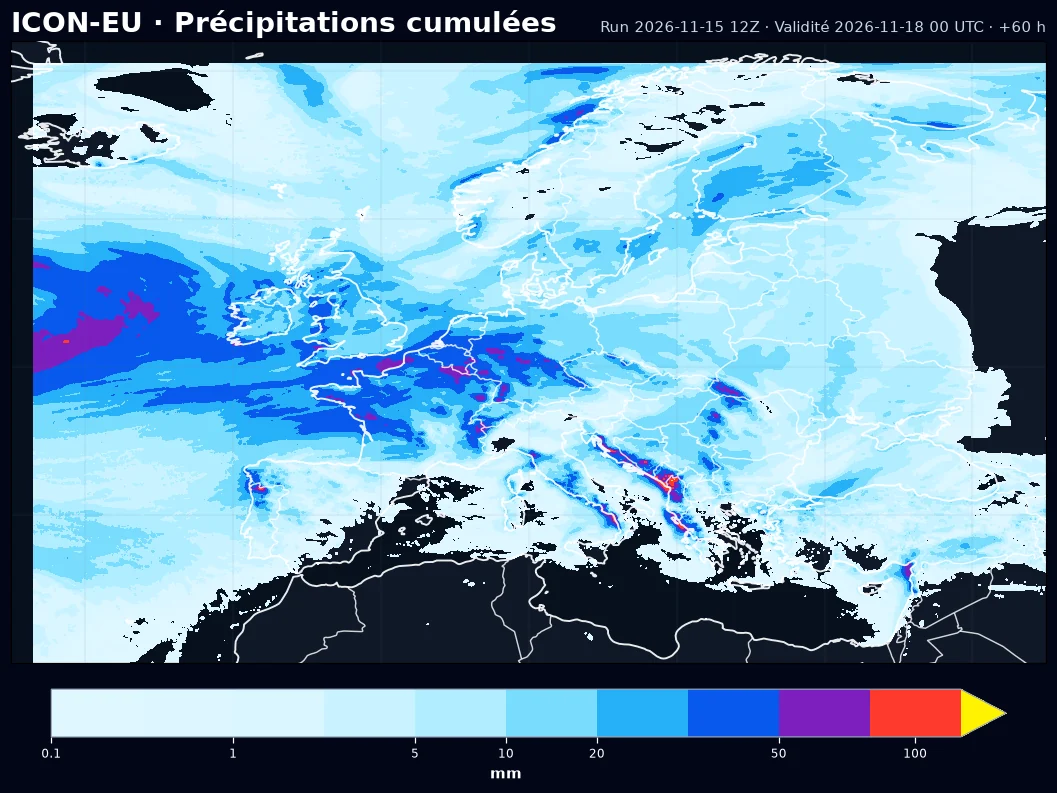 ICON-EU · Précipitations cumulées
Run 2026-11-15 12Z · Validité 2026-11-18 00 UTC · +60 h
0.1 1 5 10 20 50 100
mm